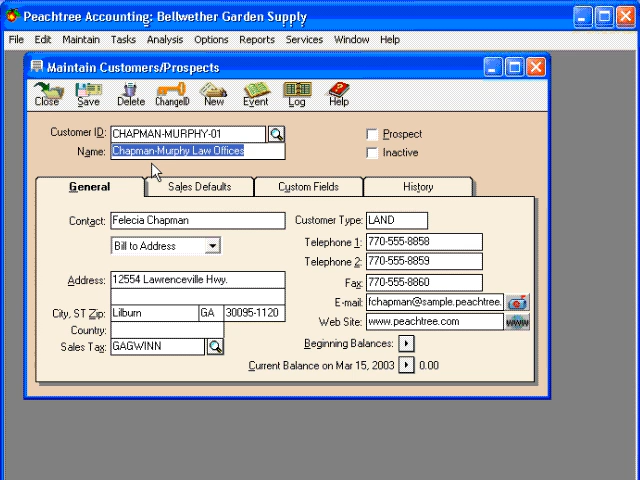 Peachtree Accounting: Bellwether Garden Supply
File Edit Maintain Tasks Analysis Options Reports Services Window Help
Maintain Customers/Prospects
Close Save Delete ChangeID New Event Log Help
Customer ID: CHAPMAN-MURPHY-01
Prospect
Name: Chapman-Murphy Law Offices
Inactive
General Sales Defaults Custom Fields History
Contact: Felecia Chapman
Customer Type: LAND
Bill to Address
Telephone 1: 770-555-8858
Telephone 2: 770-555-8859
Address: 12554 Lawrenceville Hwy.
Fax: 770-555-8860
E-mail: fchapman@sample.peachtree.
City, ST Zip: Lilburn GA 30095-1120
Web Site: www.peachtree.com
www
Country:
Sales Tax: GAGWINN
Beginning Balances:
Current Balance on Mar 15, 2003 0.00